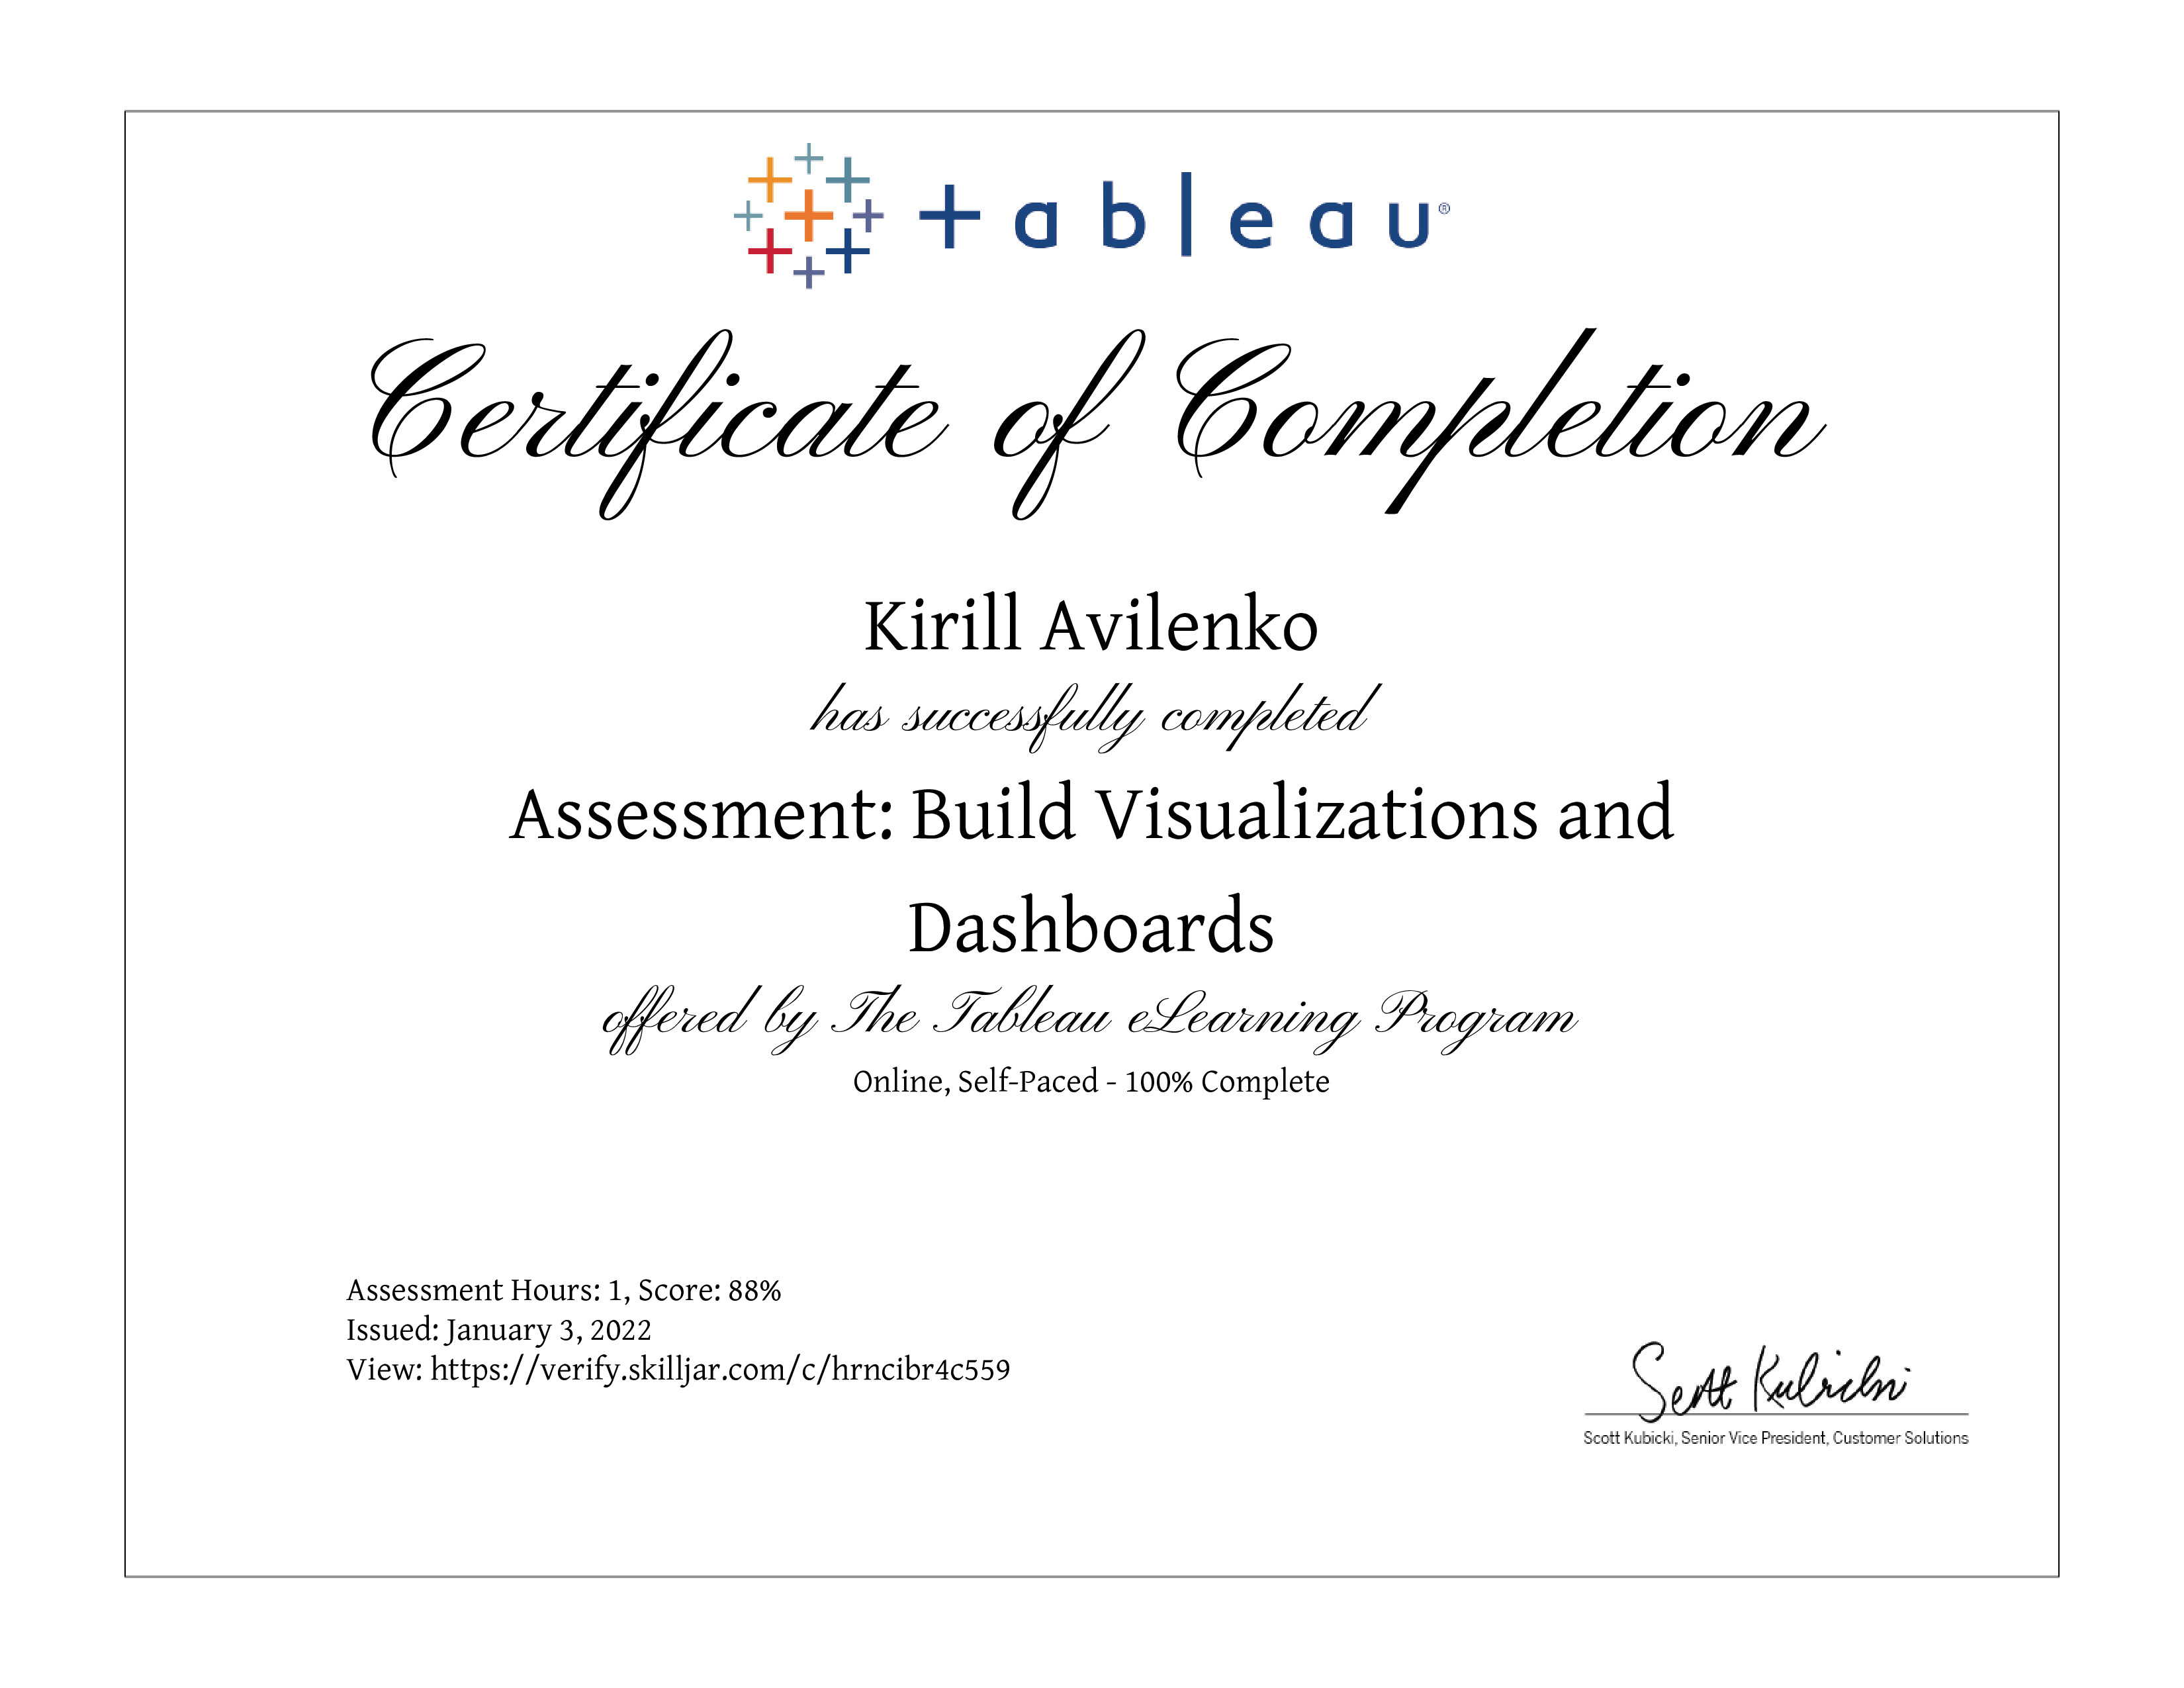 +ableau®
Certificate of Completion
Kirill Avilenko
has successfully completed
Assessment: Build Visualizations and
Dashboards
offered by The Tableau eLearning Program
Online, Self-Paced - 100% Complete
Assessment Hours: 1, Score: 88%
Issued: January 3, 2022
View: https://verify.skilljar.com/c/hrncibr4c559
Scott Kubicki
Scott Kubicki, Senior Vice President, Customer Solutions